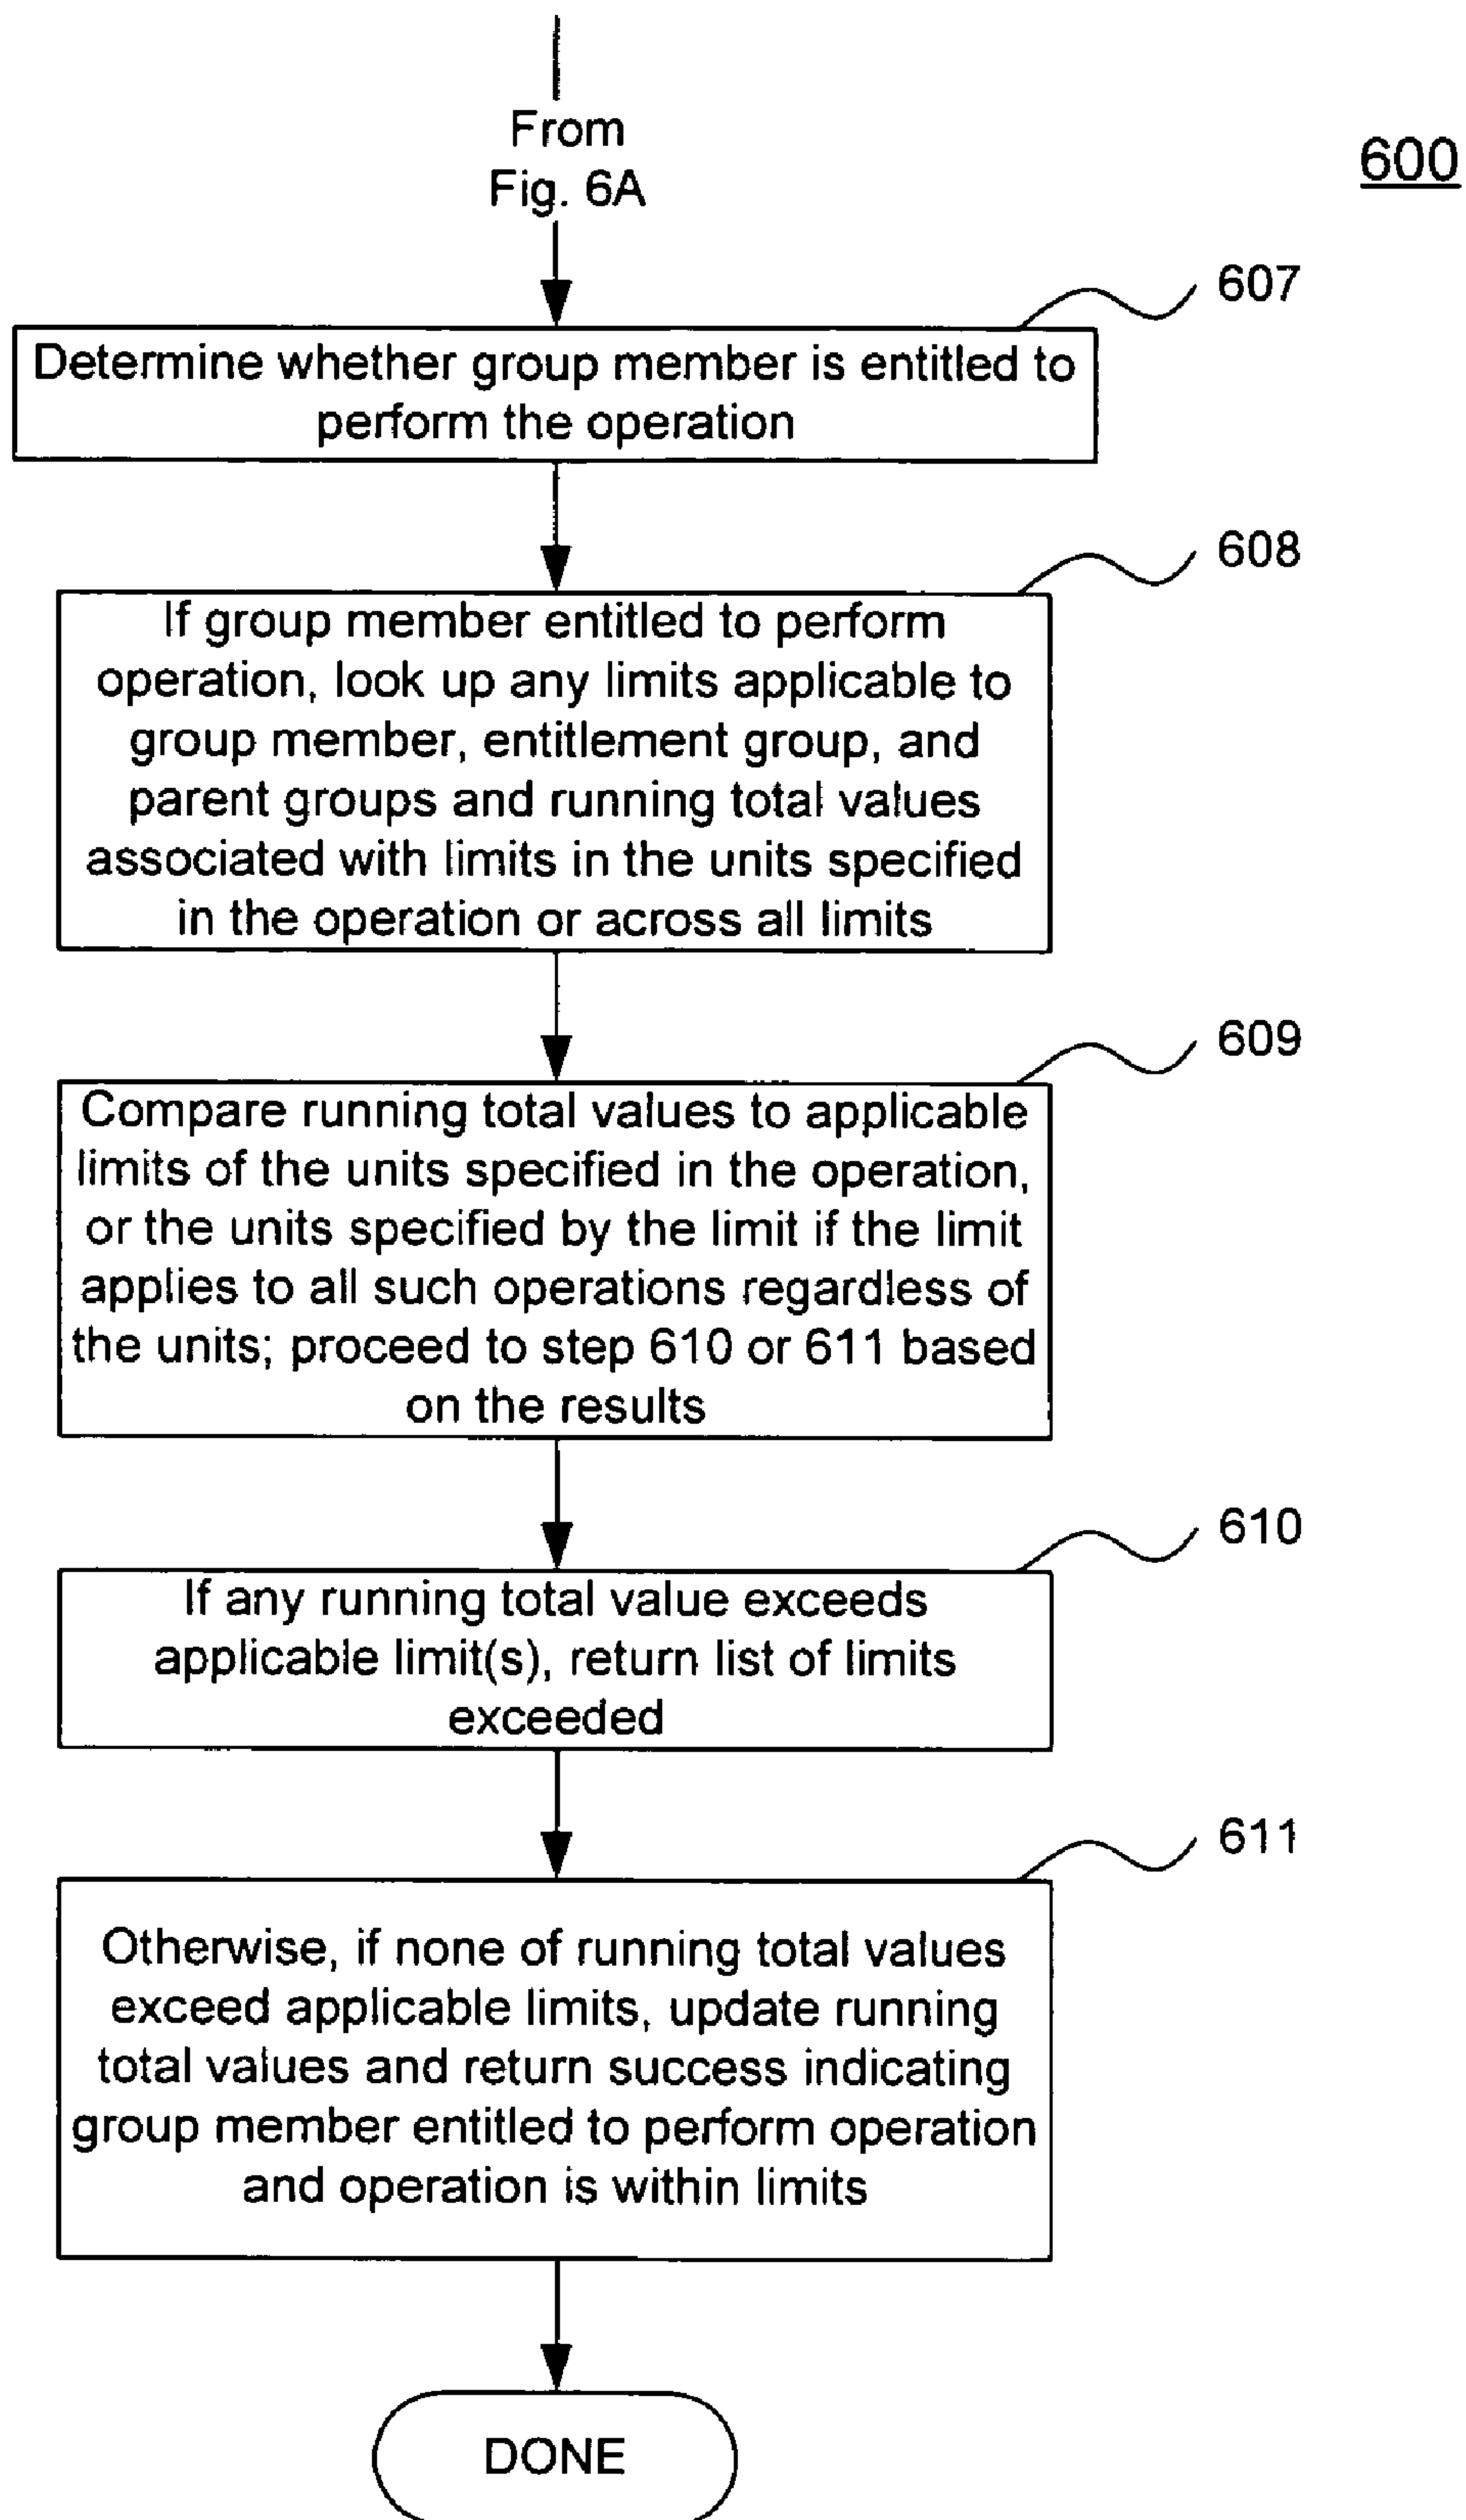 From
Fig. 6A
600
607
Determine whether group member is entitled to
perform the operation
608
If group member entitled to perform
operation, look up any limits applicable to
group member, entitlement group, and
parent groups and running total values
associated with limits in the units specified
in the operation or across all limits
609
Compare running total values to applicable
limits of the units specified in the operation,
or the units specified by the limit if the limit
applies to all such operations regardless of
the units; proceed to step 610 or 611 based
on the results
610
If any running total value exceeds
applicable limit(s), return list of limits
exceeded
611
Otherwise, if none of running total values
exceed applicable limits, update running
total values and return success indicating
group member entitled to perform operation
and operation is within limits
DONE